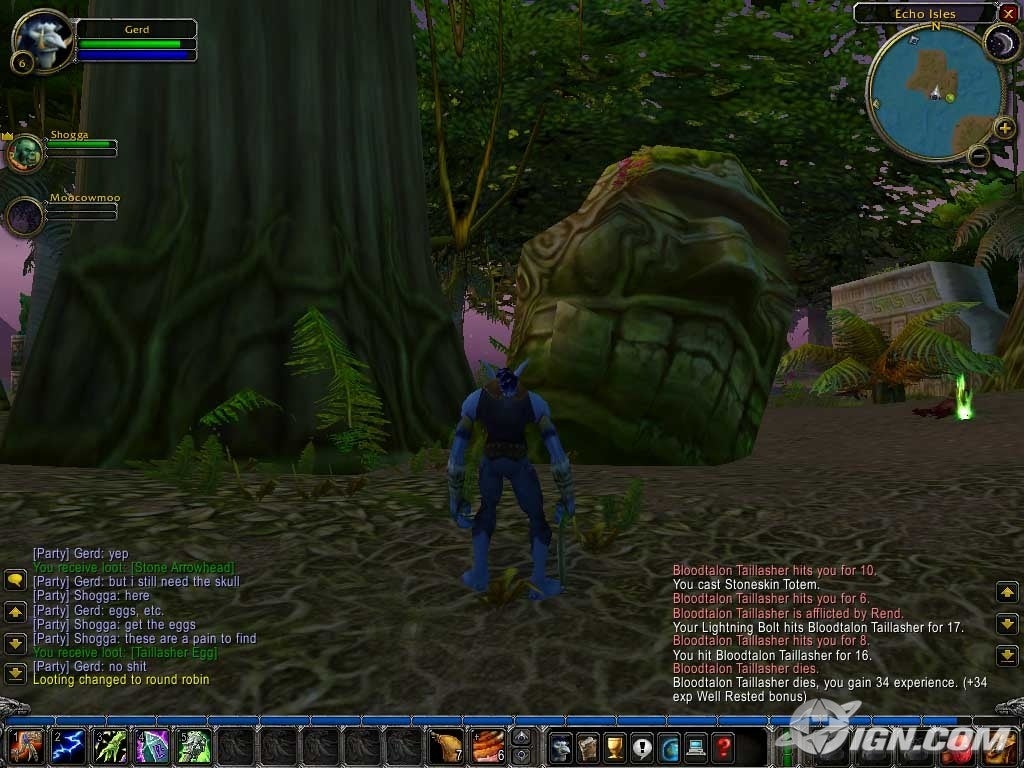 Gerd
6
Echo Isles
N
Shogga
Moocowmoo
[Party] Gerd: yep
You receive loot: [Stone Arrowhead]
[Party] Gerd: but i still need the skull
[Party] Shogga: here
[Party] Gerd: eggs, etc.
[Party] Shogga: get the eggs
[Party] Shogga: these are a pain to find
You receive loot: [Taillasher Egg]
[Party] Gerd: no shit
Looting changed to round robin
Bloodtalon Taillasher hits you for 10.
You cast Stoneskin Totem.
Bloodtalon Taillasher hits you for 6.
Bloodtalon Taillasher is afflicted by Rend.
Your Lightning Bolt hits Bloodtalon Taillasher for 17.
Bloodtalon Taillasher hits you for 8.
You hit Bloodtalon Taillasher for 16.
Bloodtalon Taillasher dies.
Bloodtalon Taillasher dies, you gain 34 experience. (+34
exp Well Rested bonus)
2 3 4 5 7 6
IGN.COM